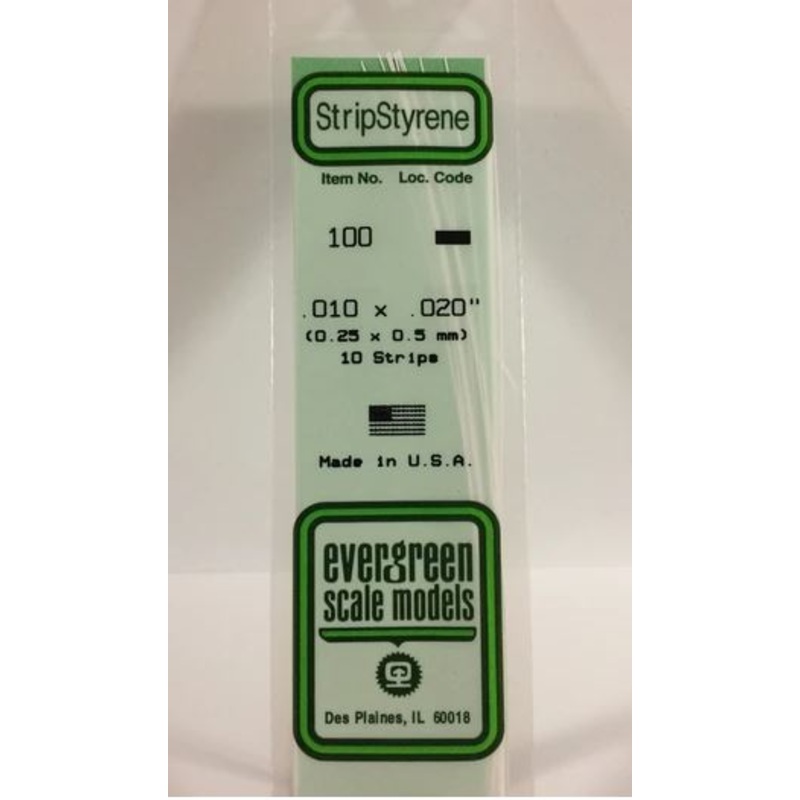 StripStyrene
Item No. Loc. Code
100
.010 x .020"
(0.25 x 0.5 mm)
10 Strips
Made in U.S.A.
evergreen
scale models
Des Plaines, IL 60018